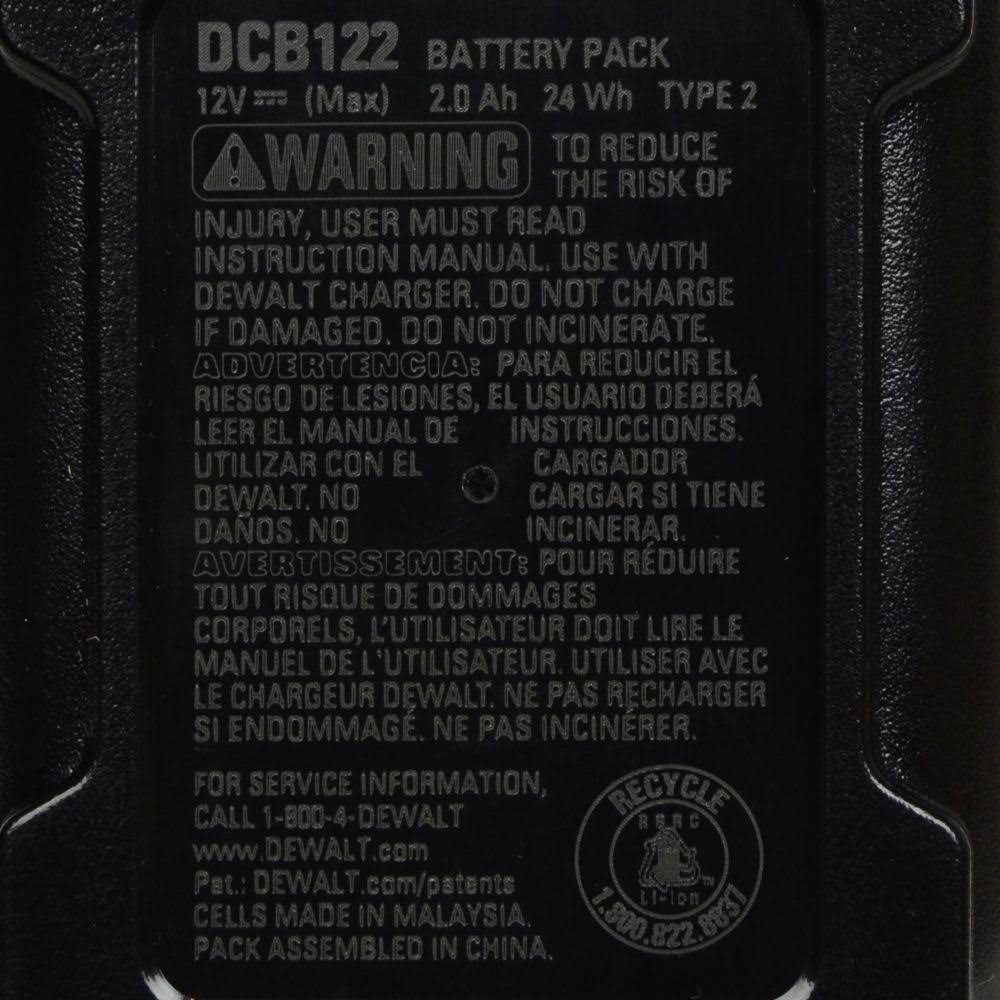 DCB122 BATTERY PACK
12V ⎓ (Max) 2.0 Ah 24 Wh TYPE 2
WARNING TO REDUCE
THE RISK OF
INJURY, USER MUST READ
INSTRUCTION MANUAL. USE WITH
DEWALT CHARGER. DO NOT CHARGE
IF DAMAGED. DO NOT INCINERATE.
ADVERTENCIA: PARA REDUCIR EL
RIESGO DE LESIONES, EL USUARIO DEBERÁ
LEER EL MANUAL DE INSTRUCCIONES.
UTILIZAR CON EL CARGADOR
DEWALT. NO CARGAR SI TIENE
DAÑOS. NO INCINERAR.
AVERTISSEMENT: POUR RÉDUIRE
TOUT RISQUE DE DOMMAGES
CORPORELS, L'UTILISATEUR DOIT LIRE LE
MANUEL DE L'UTILISATEUR. UTILISER AVEC
LE CHARGEUR DEWALT. NE PAS RECHARGER
SI ENDOMMAGÉ. NE PAS INCINÉRER.
FOR SERVICE INFORMATION,
CALL 1-800-4-DEWALT
www.DEWALT.com
Pat.: DEWALT.com/patents
CELLS MADE IN MALAYSIA.
PACK ASSEMBLED IN CHINA.
RECYCLE
RBRC
TM
Li-Ion
1.800.822.8837